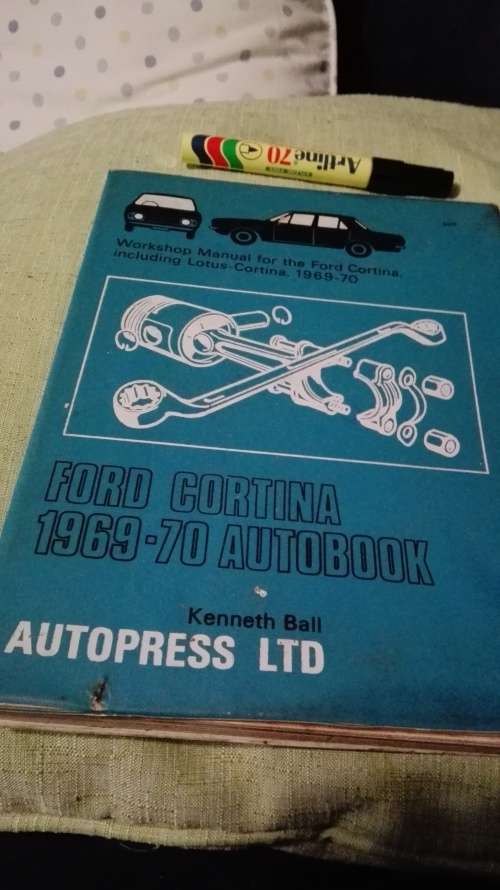 Artline 70
Workshop Manual for the Ford Cortina,
including Lotus-Cortina, 1969-70
FORD CORTINA
1969-70 AUTOBOOK
Kenneth Ball
AUTOPRESS LTD